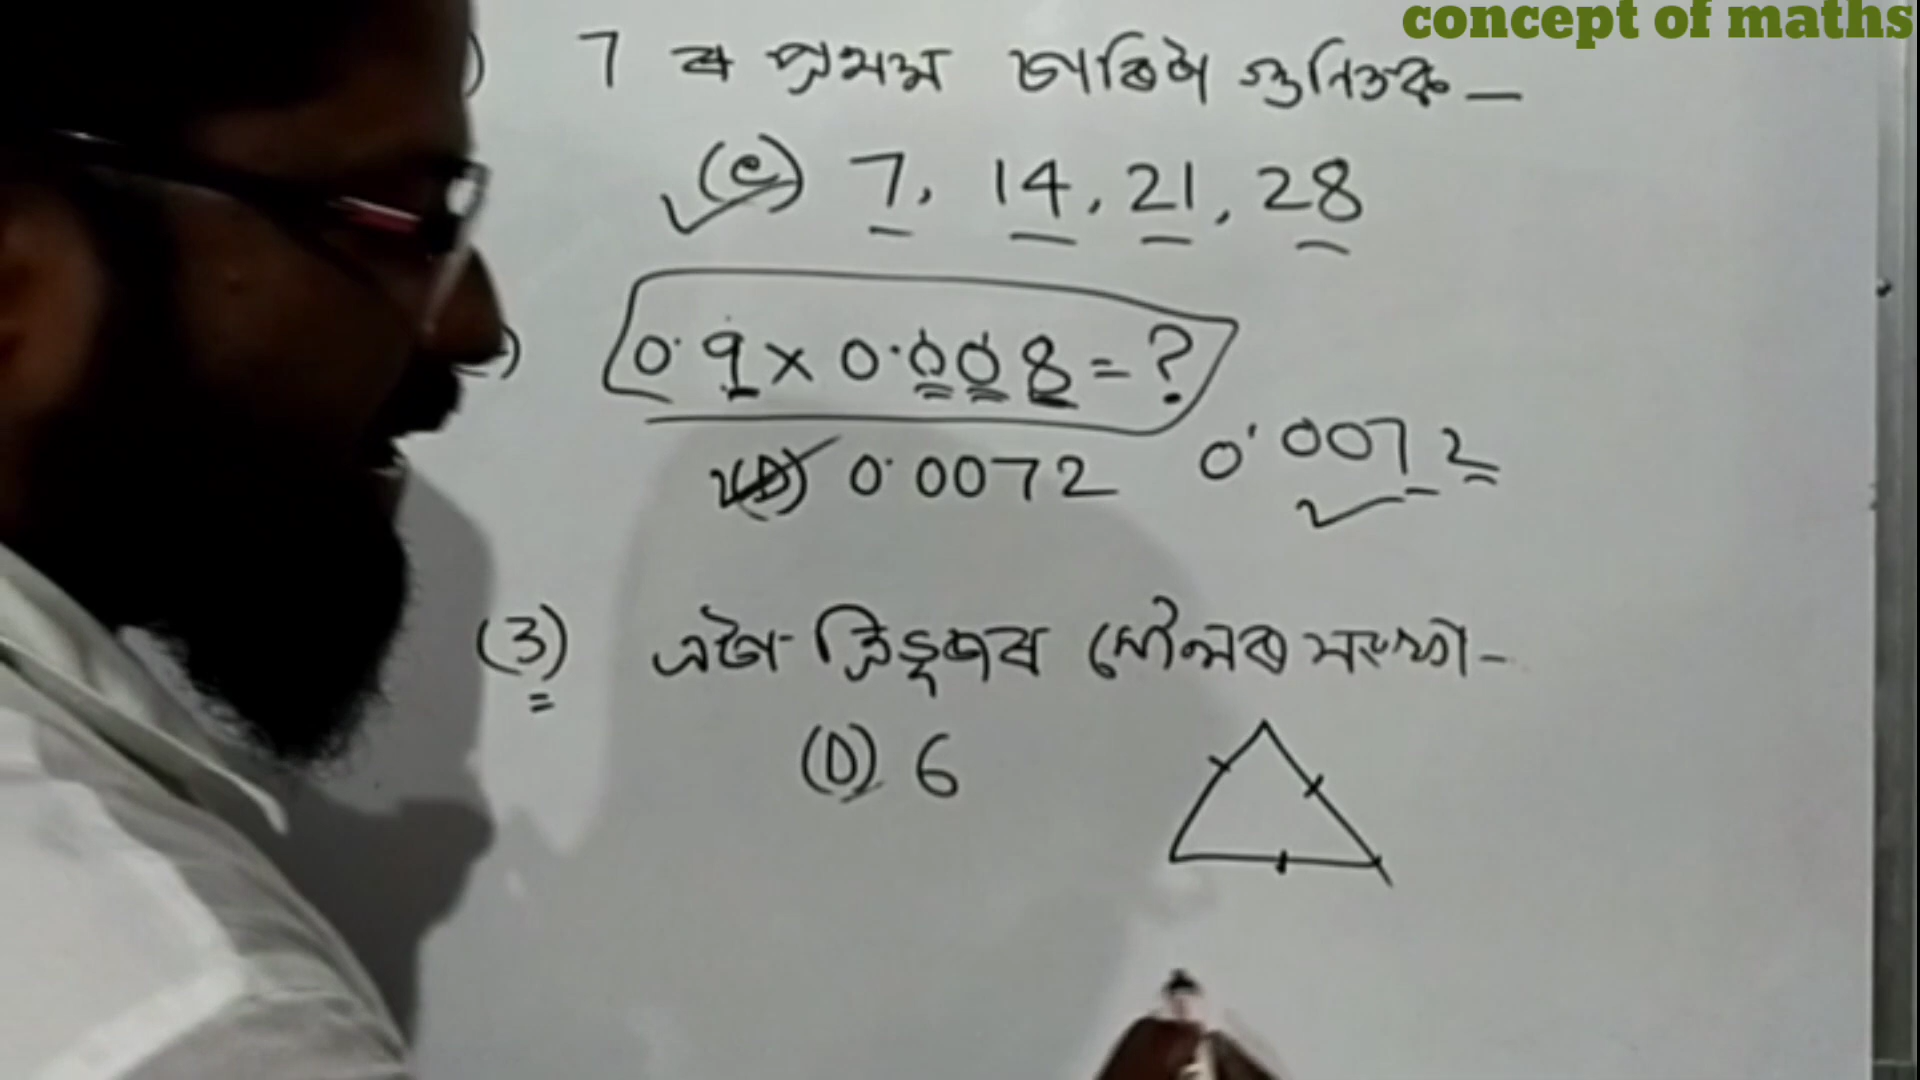 concept of maths
) 7 ৰ প্ৰথম চাৰিটা গুনিতক —
(c) 7, 14, 21, 28
) 0.9 x 0.008 = ?
(D) 0.0072 0.0072
(3) এটা ত্ৰিভূজৰ মৌলৰ সংখ্যা -
(D) 6